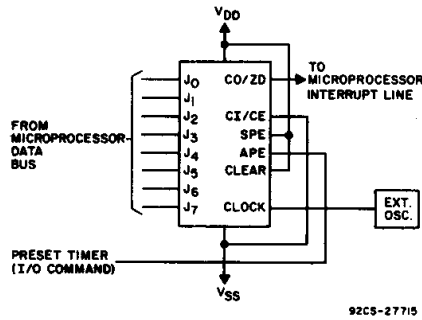 VDD
J0
J1
J2
J3
J4
J5
J6
J7
CO/ZD
CI/CE
SPE
APE
CLEAR
CLOCK
TO
MICROPROCESSOR
INTERRUPT LINE
FROM
MICROPROCESSOR
DATA
BUS
EXT.
OSC.
PRESET TIMER
(I/O COMMAND)
VSS
92CS-27715